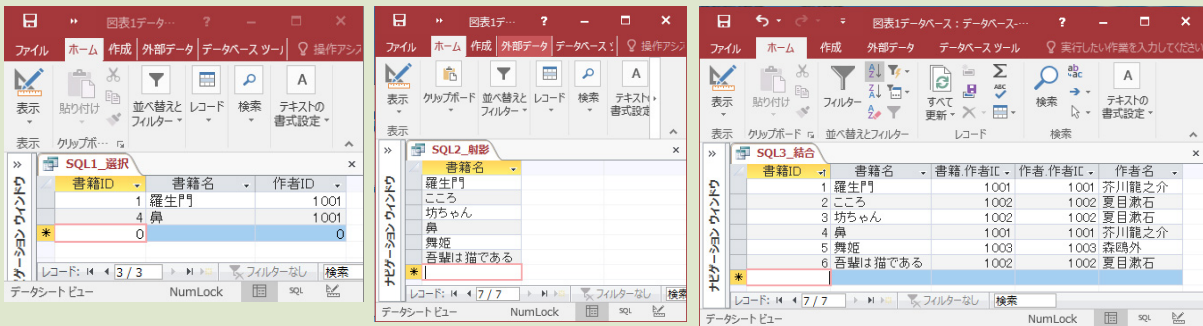 図表1データ… ?
ファイル ホーム 作成 外部データ データベース ツー 操作アシ
表示 貼り付け 並べ替えと フィルター レコード 検索 テキストの 書式設定
表示 クリップボ…
» SQL1_選択 ×
書籍ID 書籍名 作者ID
1 羅生門 1001
4 鼻 1001
* 0 0
ナビゲーション ウィンドウ
レコード: 3 / 3 フィルターなし 検索
データシート ビュー NumLock SQL
図表1デ… ?
ファイル ホーム 作成 外部データ データベース 操作アシ
表示 クリップボード 並べ替えと フィルター レコード 検索 テキスト 書式設定
表示
» SQL2_射影 ×
書籍名
羅生門
こころ
坊ちゃん
鼻
舞姫
吾輩は猫である
*
ナビゲーション ウィンドウ
レコード: 7 / 7 フィルターなし 検索
データシート ビュー NumLock SQL
図表1データベース : データベース-… ?
ファイル ホーム 作成 外部データ データベース ツール 実行したい作業を入力してください
表示 貼り付け フィルター すべて 更新 検索 テキストの 書式設定
表示 クリップボード 並べ替えとフィルター レコード 検索
» SQL3_結合 ×
書籍ID 書籍名 書籍.作者ID 作者.作者ID 作者名
1 羅生門 1001 1001 芥川龍之介
2 こころ 1002 1002 夏目漱石
3 坊ちゃん 1002 1002 夏目漱石
4 鼻 1001 1001 芥川龍之介
5 舞姫 1003 1003 森鴎外
6 吾輩は猫である 1002 1002 夏目漱石
*
ナビゲーション ウィンドウ
レコード: 7 / 7 フィルターなし 検索
データシート ビュー NumLock SQL